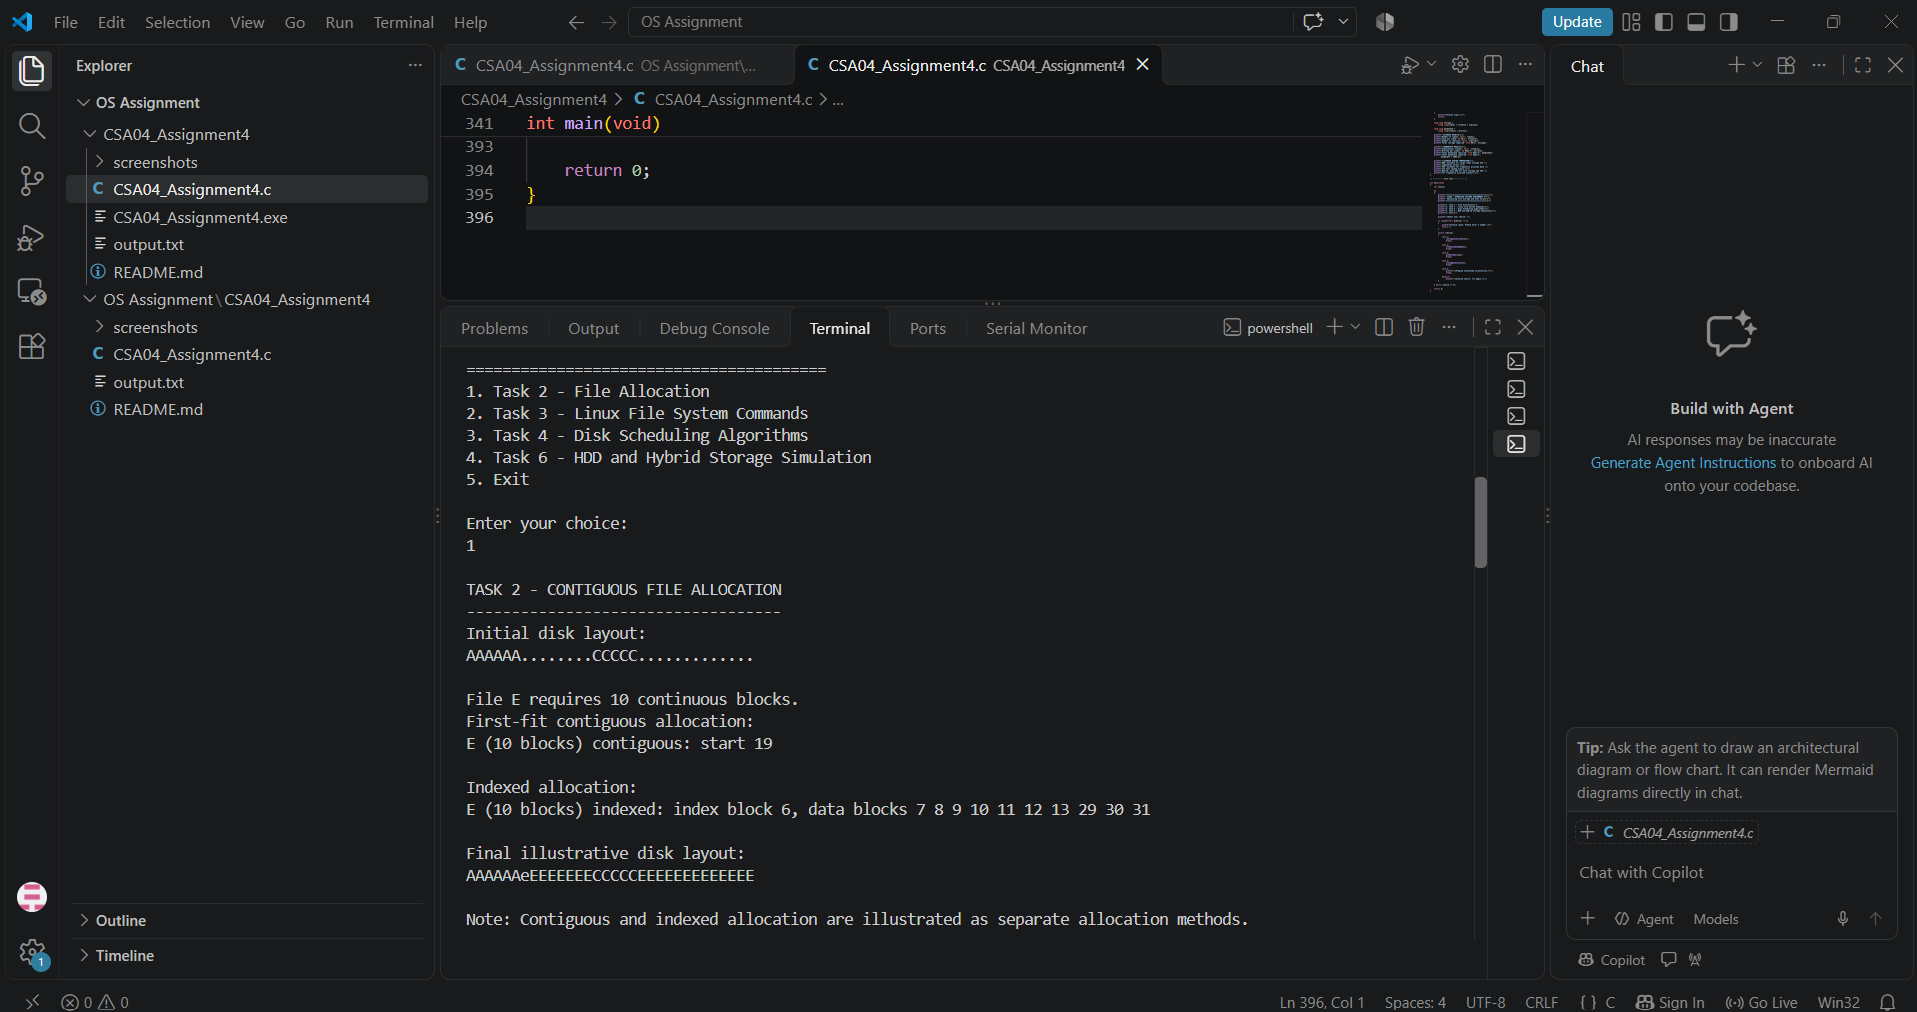 File Edit Selection View Go Run Terminal Help
OS Assignment
Update
Explorer
OS Assignment
CSA04_Assignment4
screenshots
C CSA04_Assignment4.c
CSA04_Assignment4.exe
output.txt
README.md
OS Assignment\CSA04_Assignment4
screenshots
C CSA04_Assignment4.c
output.txt
README.md
Outline
Timeline
C CSA04_Assignment4.c OS Assignment\...
C CSA04_Assignment4.c CSA04_Assignment4
CSA04_Assignment4 > C CSA04_Assignment4.c > ...
341 int main(void)
393
394 return 0;
395 }
396
Problems Output Debug Console Terminal Ports Serial Monitor
powershell
========================================
1. Task 2 - File Allocation
2. Task 3 - Linux File System Commands
3. Task 4 - Disk Scheduling Algorithms
4. Task 6 - HDD and Hybrid Storage Simulation
5. Exit
Enter your choice:
1
TASK 2 - CONTIGUOUS FILE ALLOCATION
-----------------------------------
Initial disk layout:
AAAAAA........CCCCC.............
File E requires 10 continuous blocks.
First-fit contiguous allocation:
E (10 blocks) contiguous: start 19
Indexed allocation:
E (10 blocks) indexed: index block 6, data blocks 7 8 9 10 11 12 13 29 30 31
Final illustrative disk layout:
AAAAAAeEEEEEEECCCCCEEEEEEEEEEEEE
Note: Contiguous and indexed allocation are illustrated as separate allocation methods.
Chat
Build with Agent
AI responses may be inaccurate
Generate Agent Instructions to onboard AI
onto your codebase.
Tip: Ask the agent to draw an architectural
diagram or flow chart. It can render Mermaid
diagrams directly in chat.
C CSA04_Assignment4.c
Chat with Copilot
Agent Models
Copilot
1
0 0
Ln 396, Col 1 Spaces: 4 UTF-8 CRLF {} C Sign In Go Live Win32